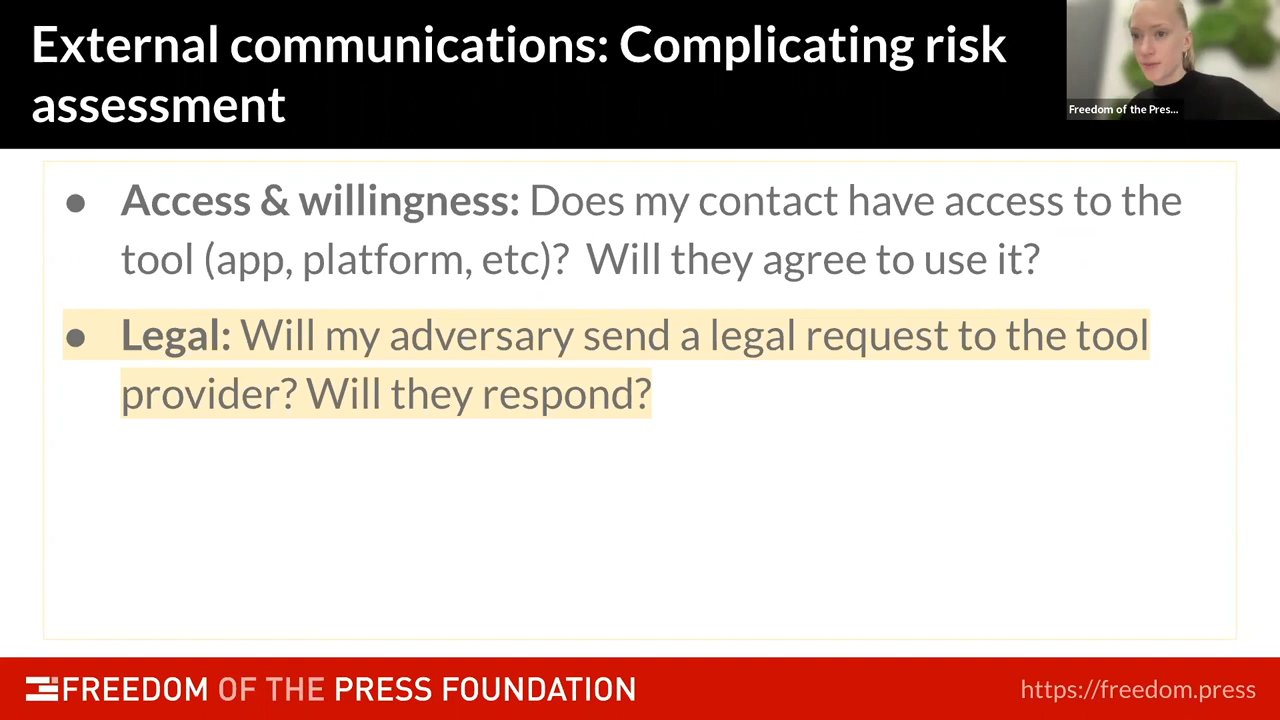 External communications: Complicating risk
assessment
Freedom of the Pres...
● Access & willingness: Does my contact have access to the
tool (app, platform, etc)?  Will they agree to use it?
● Legal: Will my adversary send a legal request to the tool
provider? Will they respond?
FREEDOM OF THE PRESS FOUNDATION
https://freedom.press